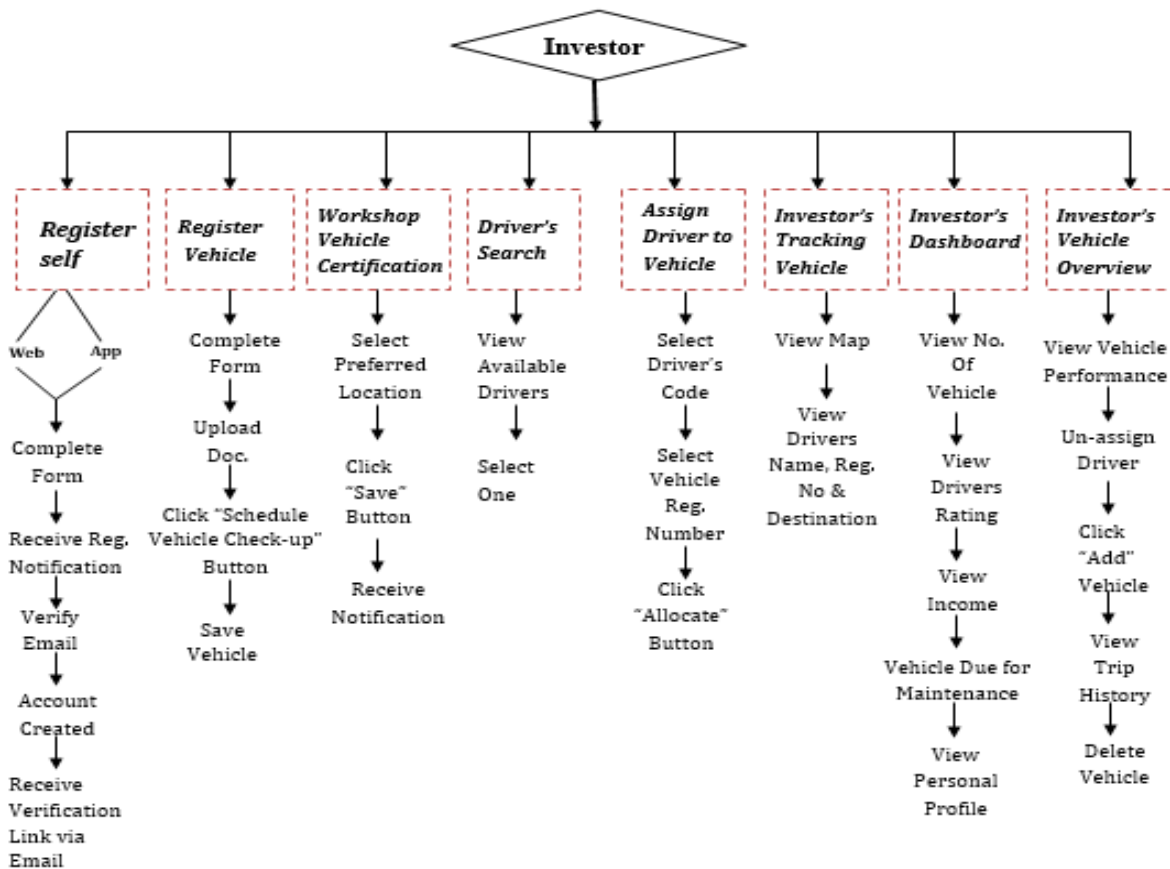 Investor
Register
self
Register
Vehicle
Workshop
Vehicle
Certification
Driver's
Search
Assign
Driver to
Vehicle
Investor's
Tracking
Vehicle
Investor's
Dashboard
Investor's
Vehicle
Overview
Web
App
Complete
Form
Receive Reg.
Notification
Verify
Email
Account
Created
Receive
Verification
Link via
Email
Complete
Form
Upload
Doc.
Click "Schedule
Vehicle Check-up"
Button
Save
Vehicle
Select
Preferred
Location
Click
"Save"
Button
Receive
Notification
View
Available
Drivers
Select
One
Select
Driver's
Code
Select
Vehicle
Reg.
Number
Click
"Allocate"
Button
View Map
View
Drivers
Name, Reg.
No &
Destination
View No.
Of
Vehicle
View
Drivers
Rating
View
Income
Vehicle Due for
Maintenance
View
Personal
Profile
View Vehicle
Performance
Un-assign
Driver
Click
"Add"
Vehicle
View
Trip
History
Delete
Vehicle